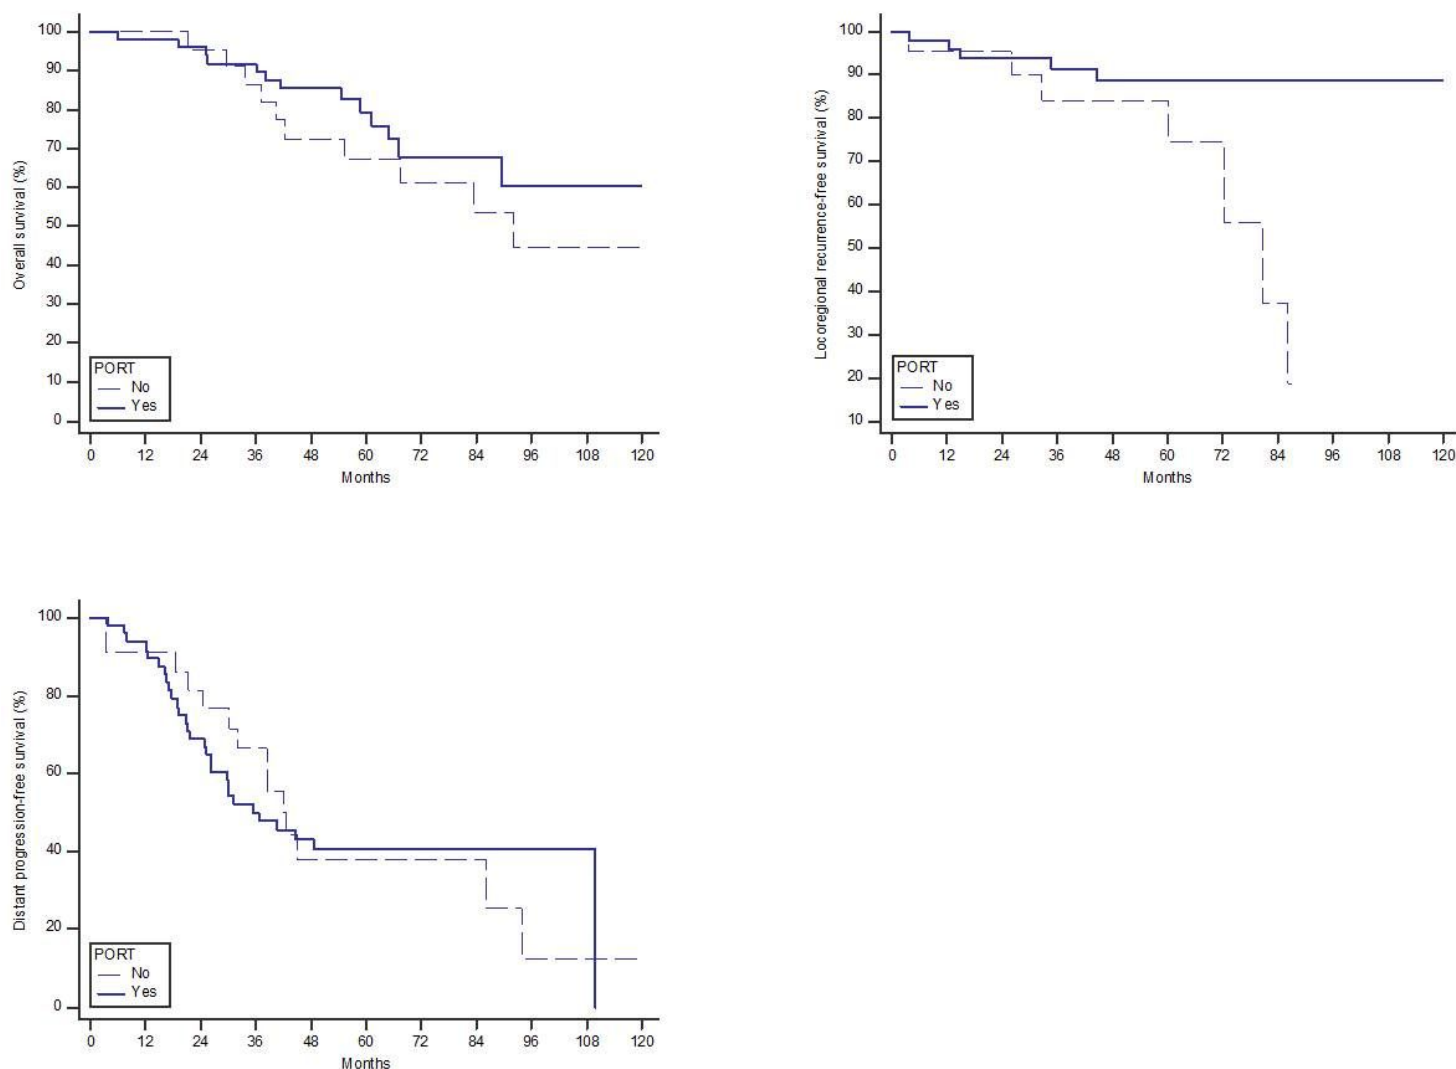 Overall survival (%)
100
90
80
70
60
50
40
30
20
10
0
PORT
No
Yes
0 12 24 36 48 60 72 84 96 108 120
Months
Locoregional recurrence-free survival (%)
100
90
80
70
60
50
40
30
20
10
PORT
No
Yes
0 12 24 36 48 60 72 84 96 108 120
Months
Distant progression-free survival (%)
100
80
60
40
20
0
PORT
No
Yes
0 12 24 36 48 60 72 84 96 108 120
Months